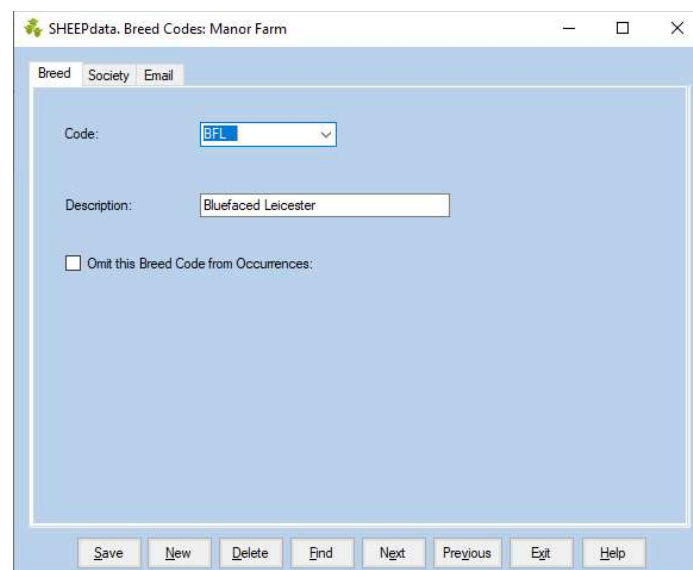 SHEEPdata. Breed Codes: Manor Farm
Breed Society Email
Code: BFL
Description: Bluefaced Leicester
Omit this Breed Code from Occurrences:
Save New Delete Find Next Previous Exit Help